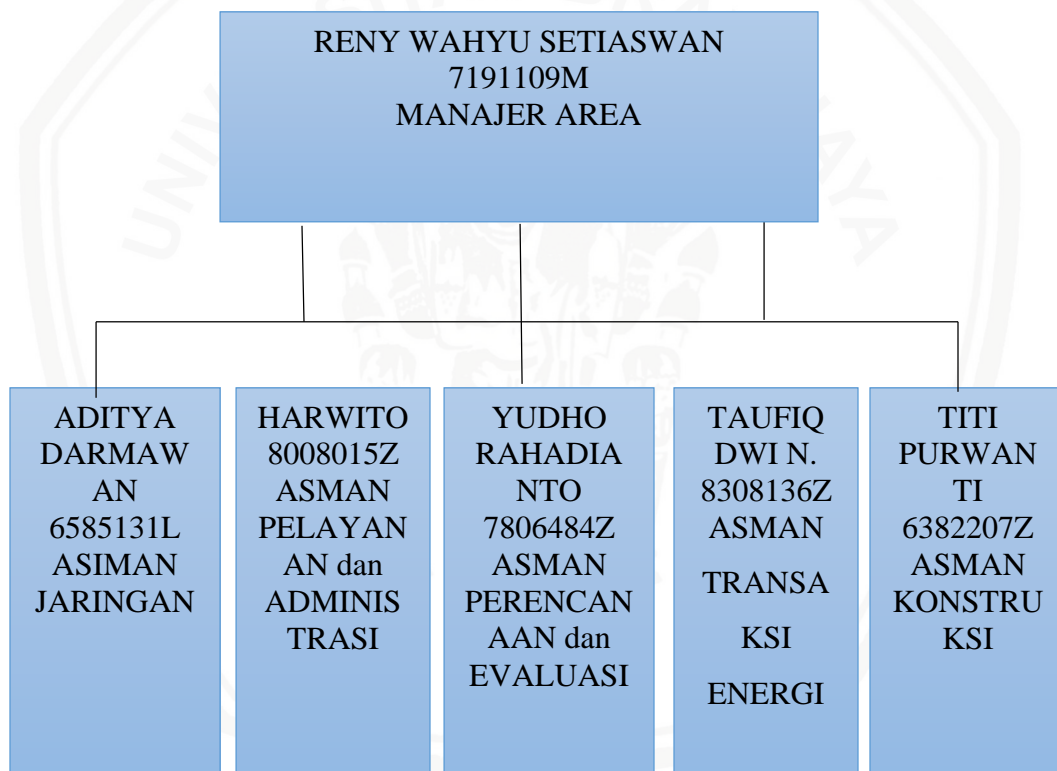 RENY WAHYU SETIASWAN
7191109M
MANAJER AREA
ADITYA
DARMAW
AN
6585131L
ASIMAN
JARINGAN
HARWITO
8008015Z
ASMAN
PELAYAN
AN dan
ADMINIS
TRASI
YUDHO
RAHADIA
NTO
7806484Z
ASMAN
PERENCAN
AAN dan
EVALUASI
TAUFIQ
DWI N.
8308136Z
ASMAN
TRANSA
KSI
ENERGI
TITI
PURWAN
TI
6382207Z
ASMAN
KONSTRU
KSI